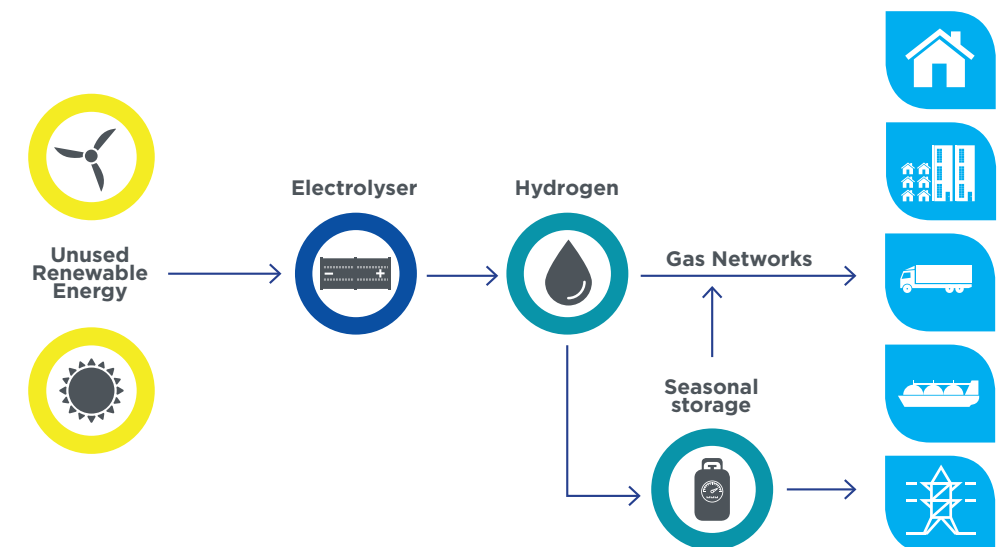 Electrolyser
Hydrogen
Unused
Renewable
Energy
Gas Networks
Seasonal
storage